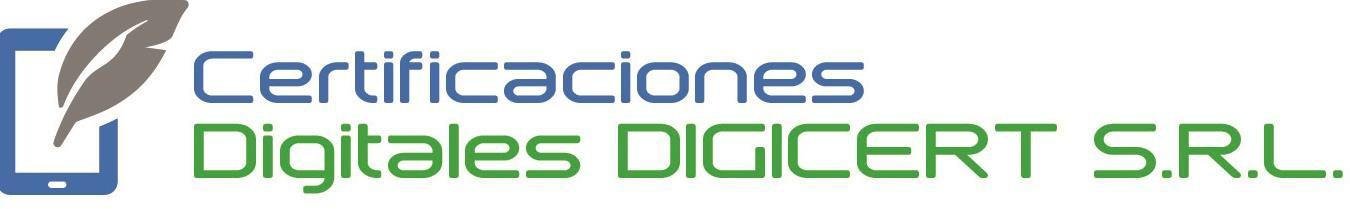 Certificaciones
Digitales DIGICERT S.R.L.